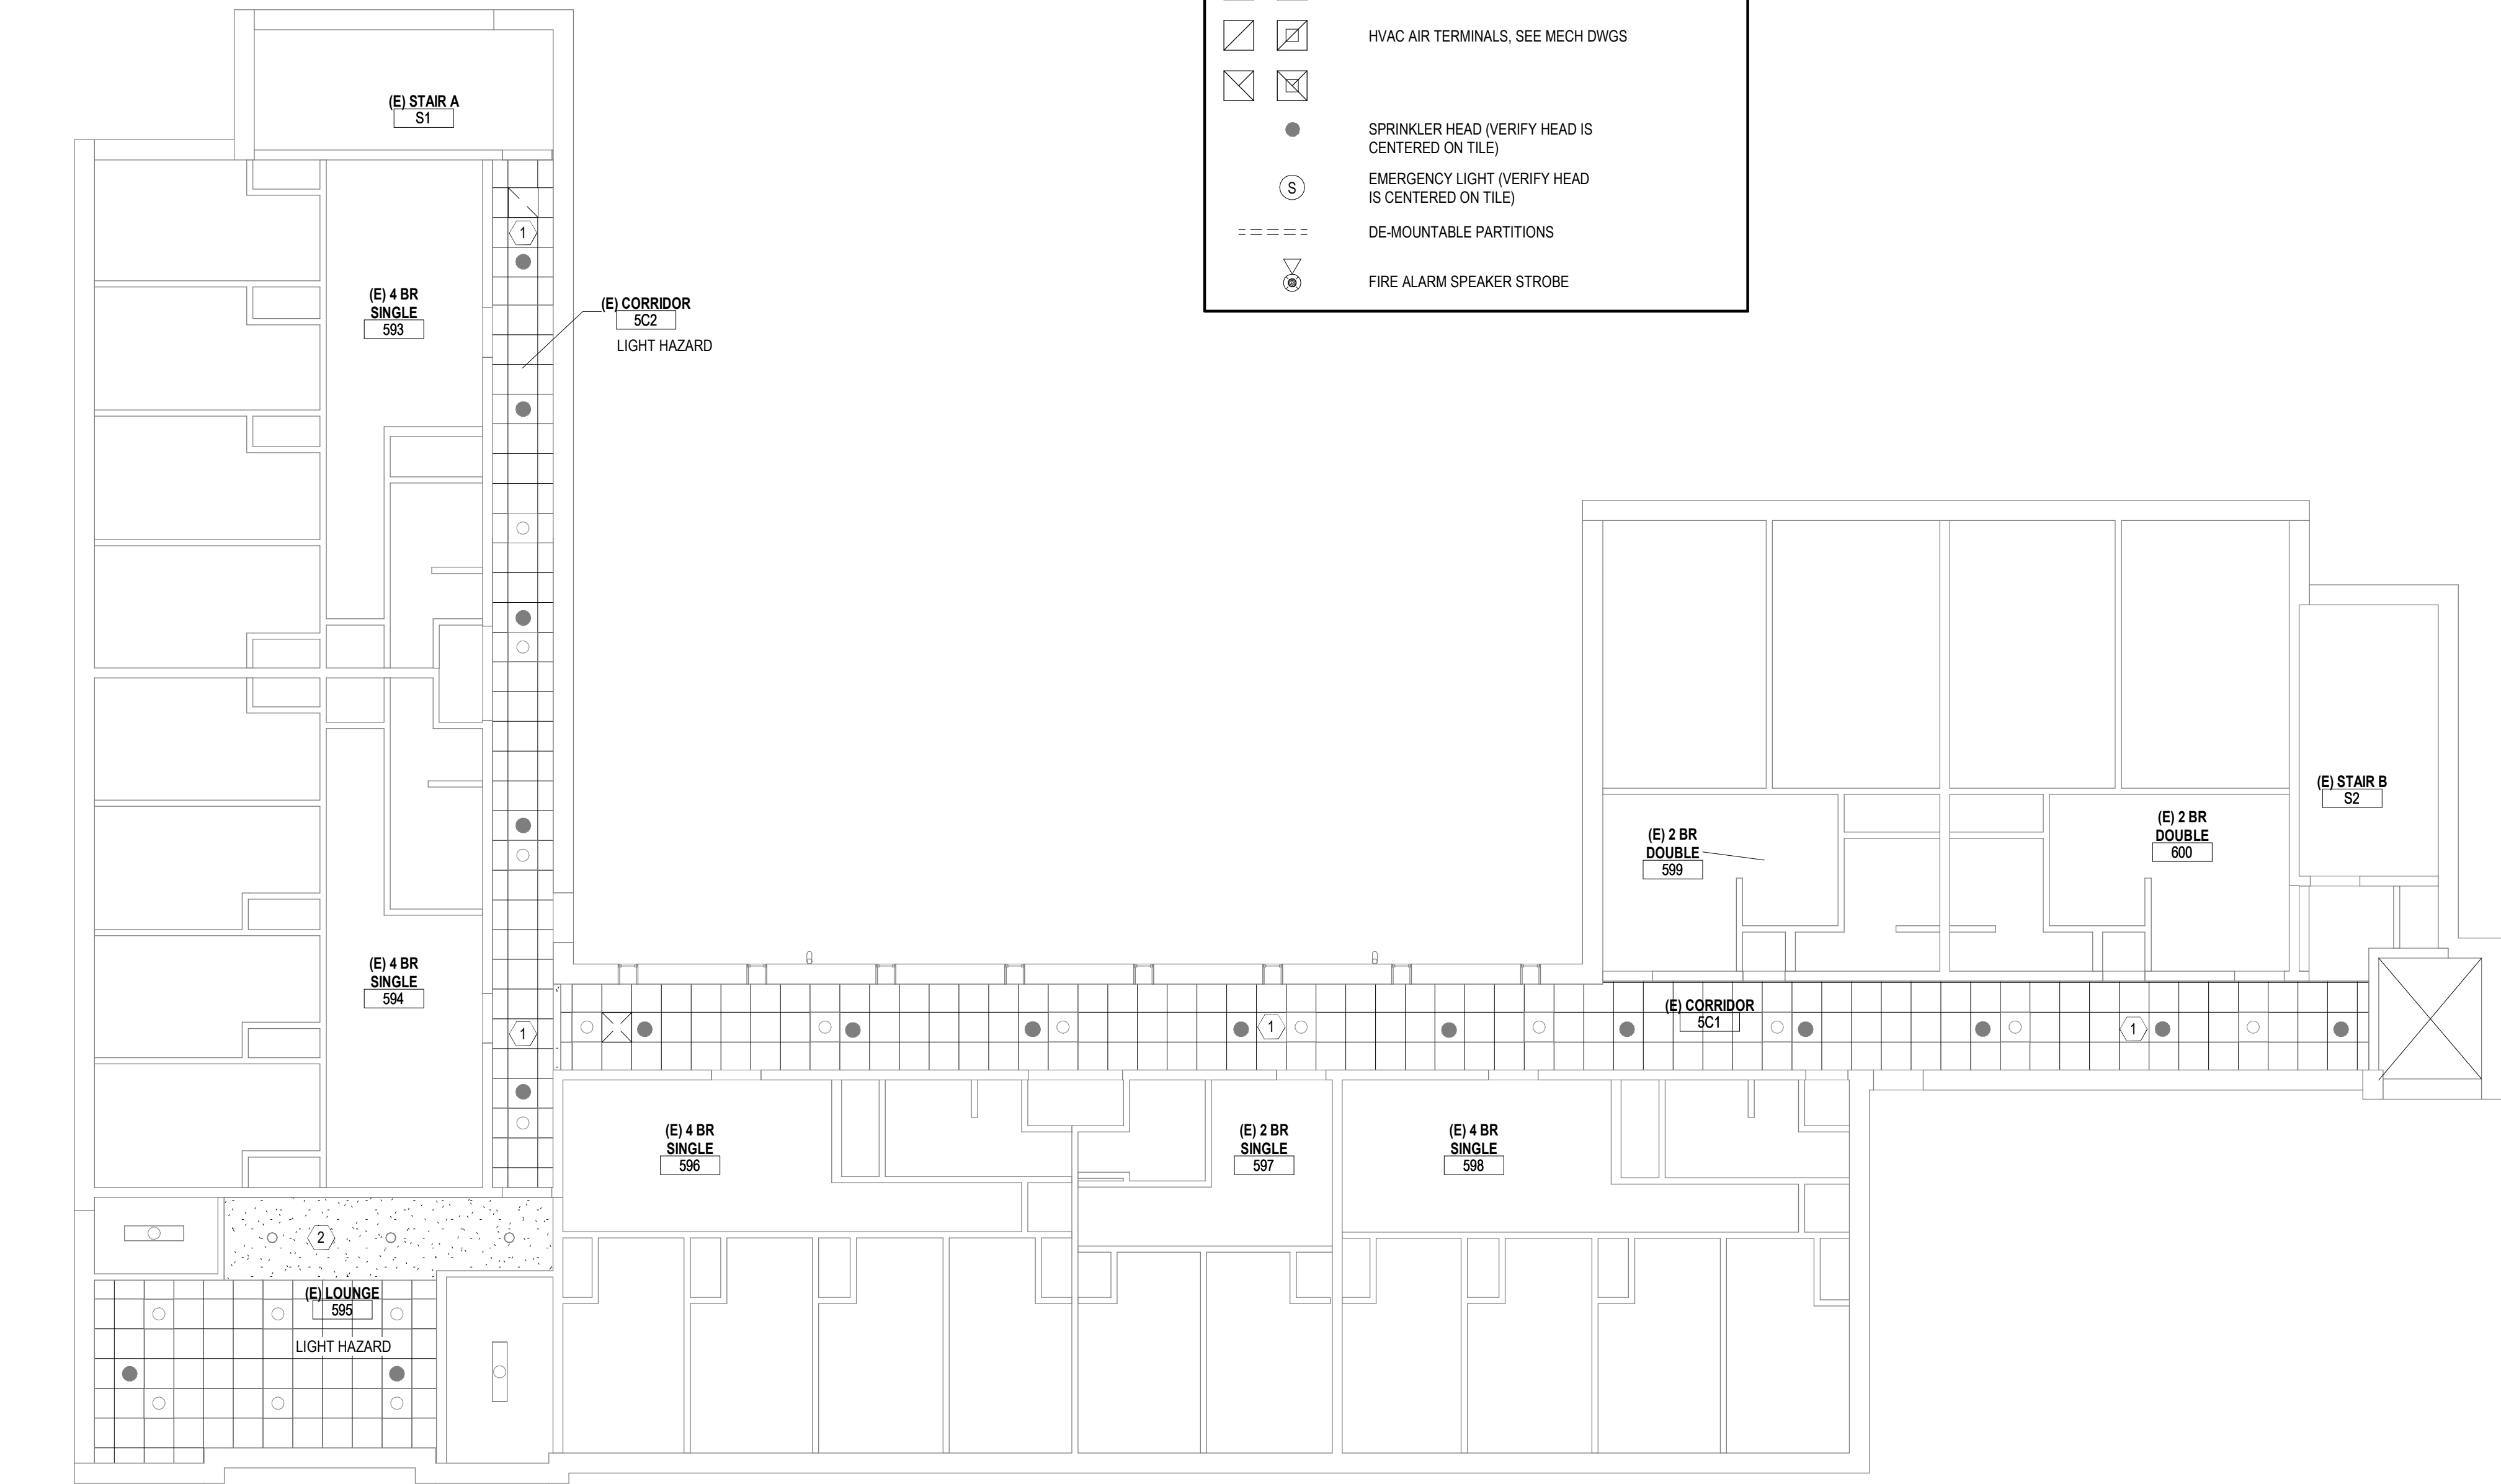 HVAC AIR TERMINALS, SEE MECH DWGS
SPRINKLER HEAD (VERIFY HEAD IS
CENTERED ON TILE)
S
EMERGENCY LIGHT (VERIFY HEAD
IS CENTERED ON TILE)
DE-MOUNTABLE PARTITIONS
FIRE ALARM SPEAKER STROBE
(E) STAIR A
S1
1
(E) 4 BR
SINGLE
593
(E) CORRIDOR
5C2
LIGHT HAZARD
(E) STAIR B
S2
(E) 2 BR
DOUBLE
599
(E) 2 BR
DOUBLE
600
(E) 4 BR
SINGLE
594
1
1
(E) CORRIDOR
5C1
1
(E) 4 BR
SINGLE
596
(E) 2 BR
SINGLE
597
(E) 4 BR
SINGLE
598
2
(E) LOUNGE
595
LIGHT HAZARD